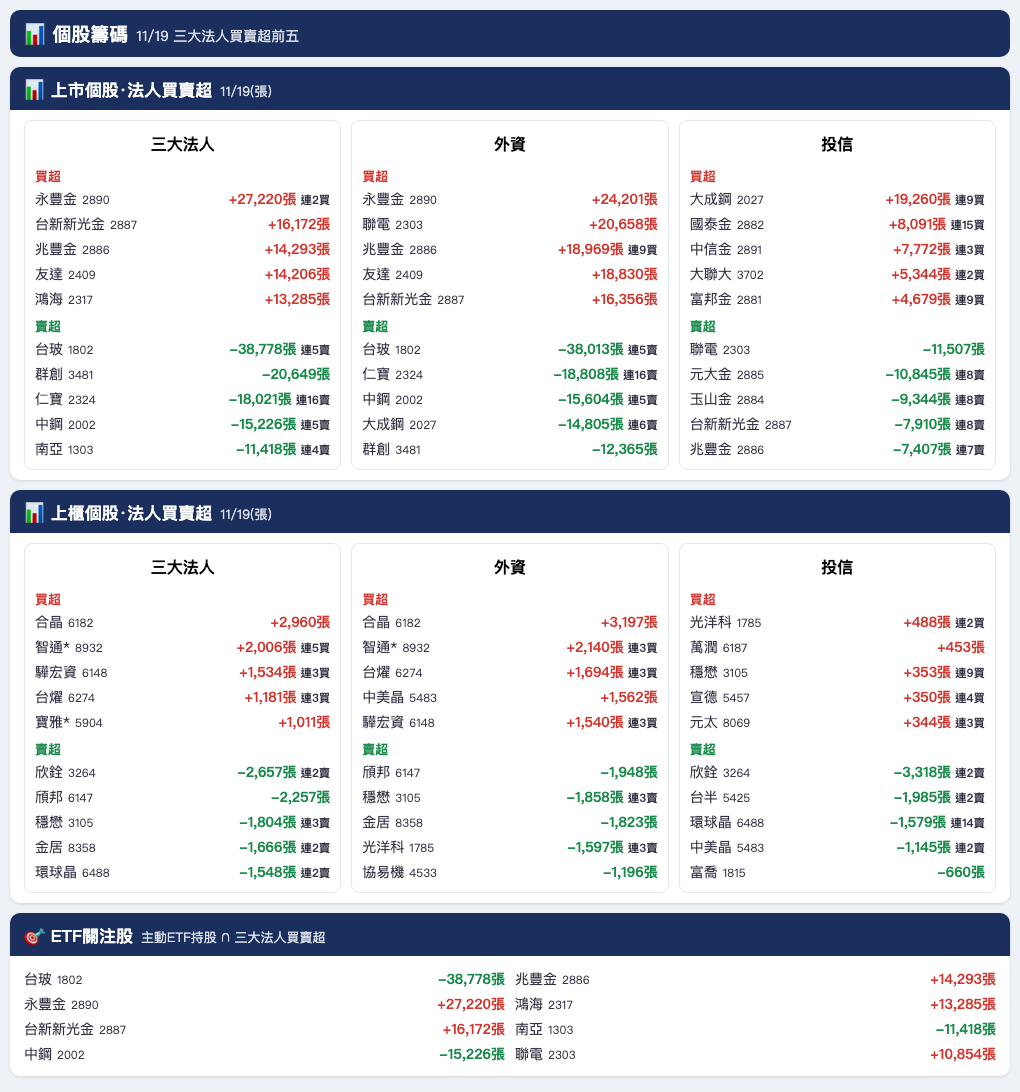 個股籌碼 11/19 三大法人買賣超前五
上市個股·法人買賣超 11/19(張)
三大法人
買超
永豐金 2890 +27,220張 連2買
台新新光金 2887 +16,172張
兆豐金 2886 +14,293張
友達 2409 +14,206張
鴻海 2317 +13,285張
賣超
台玻 1802 −38,778張 連5賣
群創 3481 −20,649張
仁寶 2324 −18,021張 連16賣
中鋼 2002 −15,226張 連5賣
南亞 1303 −11,418張 連4賣
外資
買超
永豐金 2890 +24,201張
聯電 2303 +20,658張
兆豐金 2886 +18,969張 連9買
友達 2409 +18,830張
台新新光金 2887 +16,356張
賣超
台玻 1802 −38,013張 連5賣
仁寶 2324 −18,808張 連16賣
中鋼 2002 −15,604張 連5賣
大成鋼 2027 −14,805張 連6賣
群創 3481 −12,365張
投信
買超
大成鋼 2027 +19,260張 連9買
國泰金 2882 +8,091張 連15買
中信金 2891 +7,772張 連3買
大聯大 3702 +5,344張 連2買
富邦金 2881 +4,679張 連9買
賣超
聯電 2303 −11,507張
元大金 2885 −10,845張 連8賣
玉山金 2884 −9,344張 連8賣
台新新光金 2887 −7,910張 連8賣
兆豐金 2886 −7,407張 連7賣
上櫃個股·法人買賣超 11/19(張)
三大法人
買超
合晶 6182 +2,960張
智通* 8932 +2,006張 連5買
驊宏資 6148 +1,534張 連3買
台燿 6274 +1,181張 連3買
寶雅* 5904 +1,011張
賣超
欣銓 3264 −2,657張 連2賣
頎邦 6147 −2,257張
穩懋 3105 −1,804張 連3賣
金居 8358 −1,666張 連2賣
環球晶 6488 −1,548張 連2賣
外資
買超
合晶 6182 +3,197張
智通* 8932 +2,140張 連3買
台燿 6274 +1,694張 連3買
中美晶 5483 +1,562張
驊宏資 6148 +1,540張 連3買
賣超
頎邦 6147 −1,948張
穩懋 3105 −1,858張 連3賣
金居 8358 −1,823張
光洋科 1785 −1,597張 連3賣
協易機 4533 −1,196張
投信
買超
光洋科 1785 +488張 連2買
萬潤 6187 +453張
穩懋 3105 +353張 連9買
宣德 5457 +350張 連4買
元太 8069 +344張 連3買
賣超
欣銓 3264 −3,318張 連2賣
台半 5425 −1,985張 連2賣
環球晶 6488 −1,579張 連14賣
中美晶 5483 −1,145張 連2賣
富喬 1815 −660張
ETF關注股 主動ETF持股 ∩ 三大法人買賣超
台玻 1802 −38,778張 兆豐金 2886 +14,293張
永豐金 2890 +27,220張 鴻海 2317 +13,285張
台新新光金 2887 +16,172張 南亞 1303 −11,418張
中鋼 2002 −15,226張 聯電 2303 +10,854張